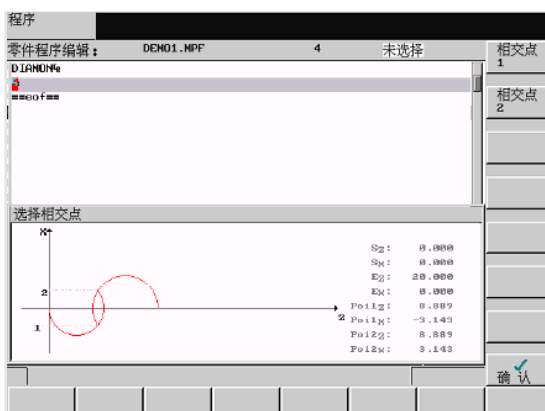 程序
零件程序编辑: DEMO1.NPF 4 未选择
DIAMON¶
==eof==
相交点
1
相交点
2
选择相交点
X
2
1
Z
Sz: 0.000
Sx: 0.000
Ez: 20.000
Ex: 0.000
Poi1z: 8.889
Poi1x: -3.143
Poi2z: 8.889
Poi2x: 3.143
确认